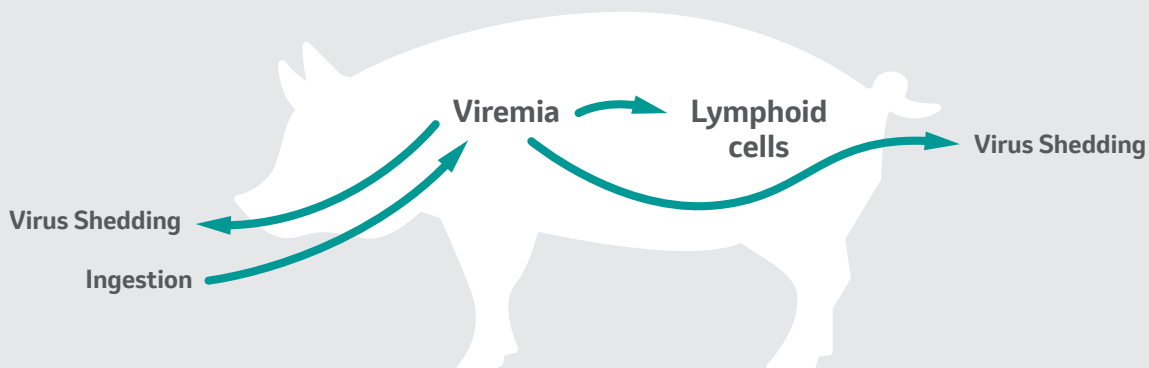 Viremia
Lymphoid
cells
Virus Shedding
Virus Shedding
Ingestion